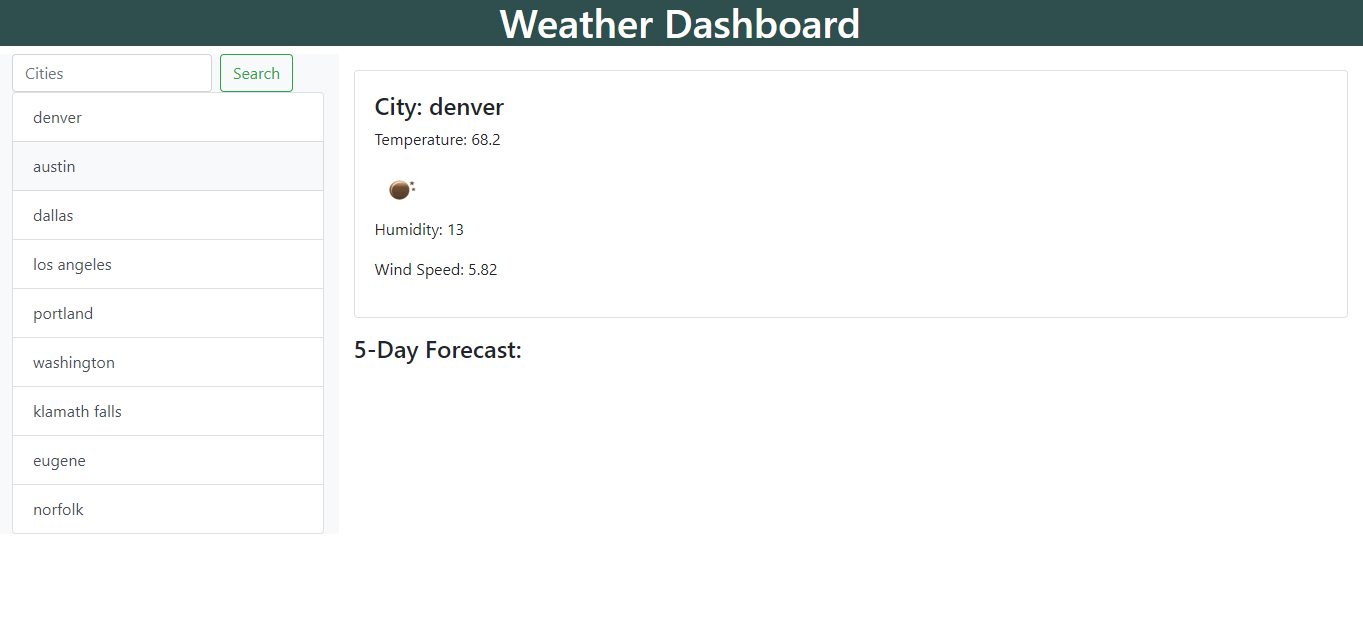 Weather Dashboard
Cities
Search
denver
austin
dallas
los angeles
portland
washington
klamath falls
eugene
norfolk
City: denver
Temperature: 68.2
Humidity: 13
Wind Speed: 5.82
5-Day Forecast: